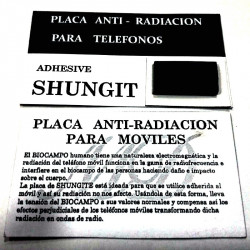 PLACA ANTI - RADIACION
PARA TELEFONOS
ADHESIVE
SHUNGIT
PLACA ANTI-RADIACION
PARA MOVILES
El BIOCAMPO humano tiene una naturaleza electromagnética y la
radiación del teléfono móvil funciona en la gama de radiofrecuencia e
interfiere en el biocampo de las personas haciendo daño e impacto
sobre el cuerpo.
La placa de SHUNGITE está ideada para que se utilice adherida al
móvil y así su radiación no nos afecte. Usándola de esta forma, lleva
la tensión del BIOCAMPO a sus valores normales y compensa así los
efectos perjudiciales de los teléfonos móviles transformando dicha
radiación en ondas de radio.